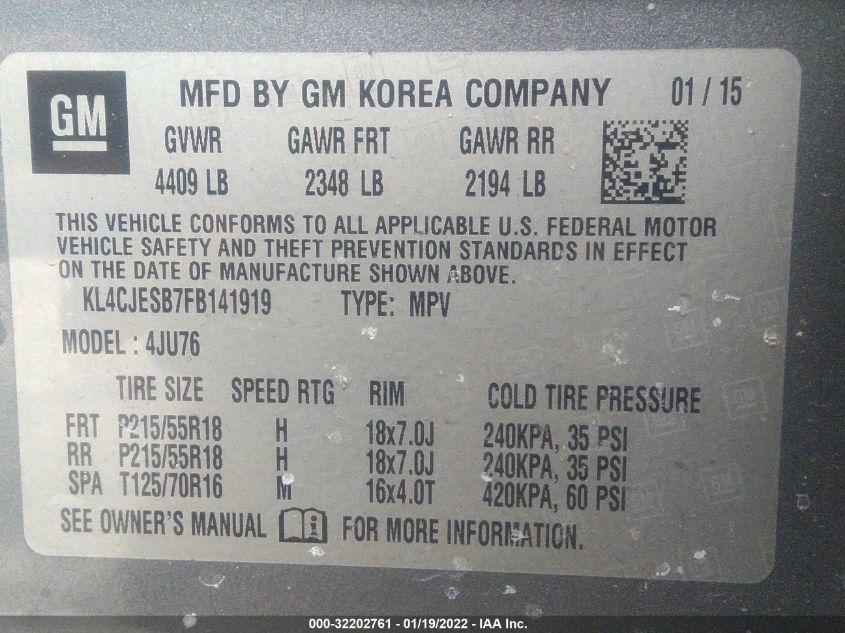 GM MFD BY GM KOREA COMPANY 01 / 15
GVWR GAWR FRT GAWR RR
4409 LB 2348 LB 2194 LB
THIS VEHICLE CONFORMS TO ALL APPLICABLE U.S. FEDERAL MOTOR
VEHICLE SAFETY AND THEFT PREVENTION STANDARDS IN EFFECT
ON THE DATE OF MANUFACTURE SHOWN ABOVE.
KL4CJESB7FB141919 TYPE: MPV
MODEL : 4JU76
TIRE SIZE SPEED RTG RIM COLD TIRE PRESSURE
FRT P215/55R18 H 18x7.0J 240KPA, 35 PSI
RR P215/55R18 H 18x7.0J 240KPA, 35 PSI
SPA T125/70R16 M 16x4.0T 420KPA, 60 PSI
SEE OWNER'S MANUAL i FOR MORE INFORMATION.
000-32202761 - 01/19/2022 - IAA Inc.